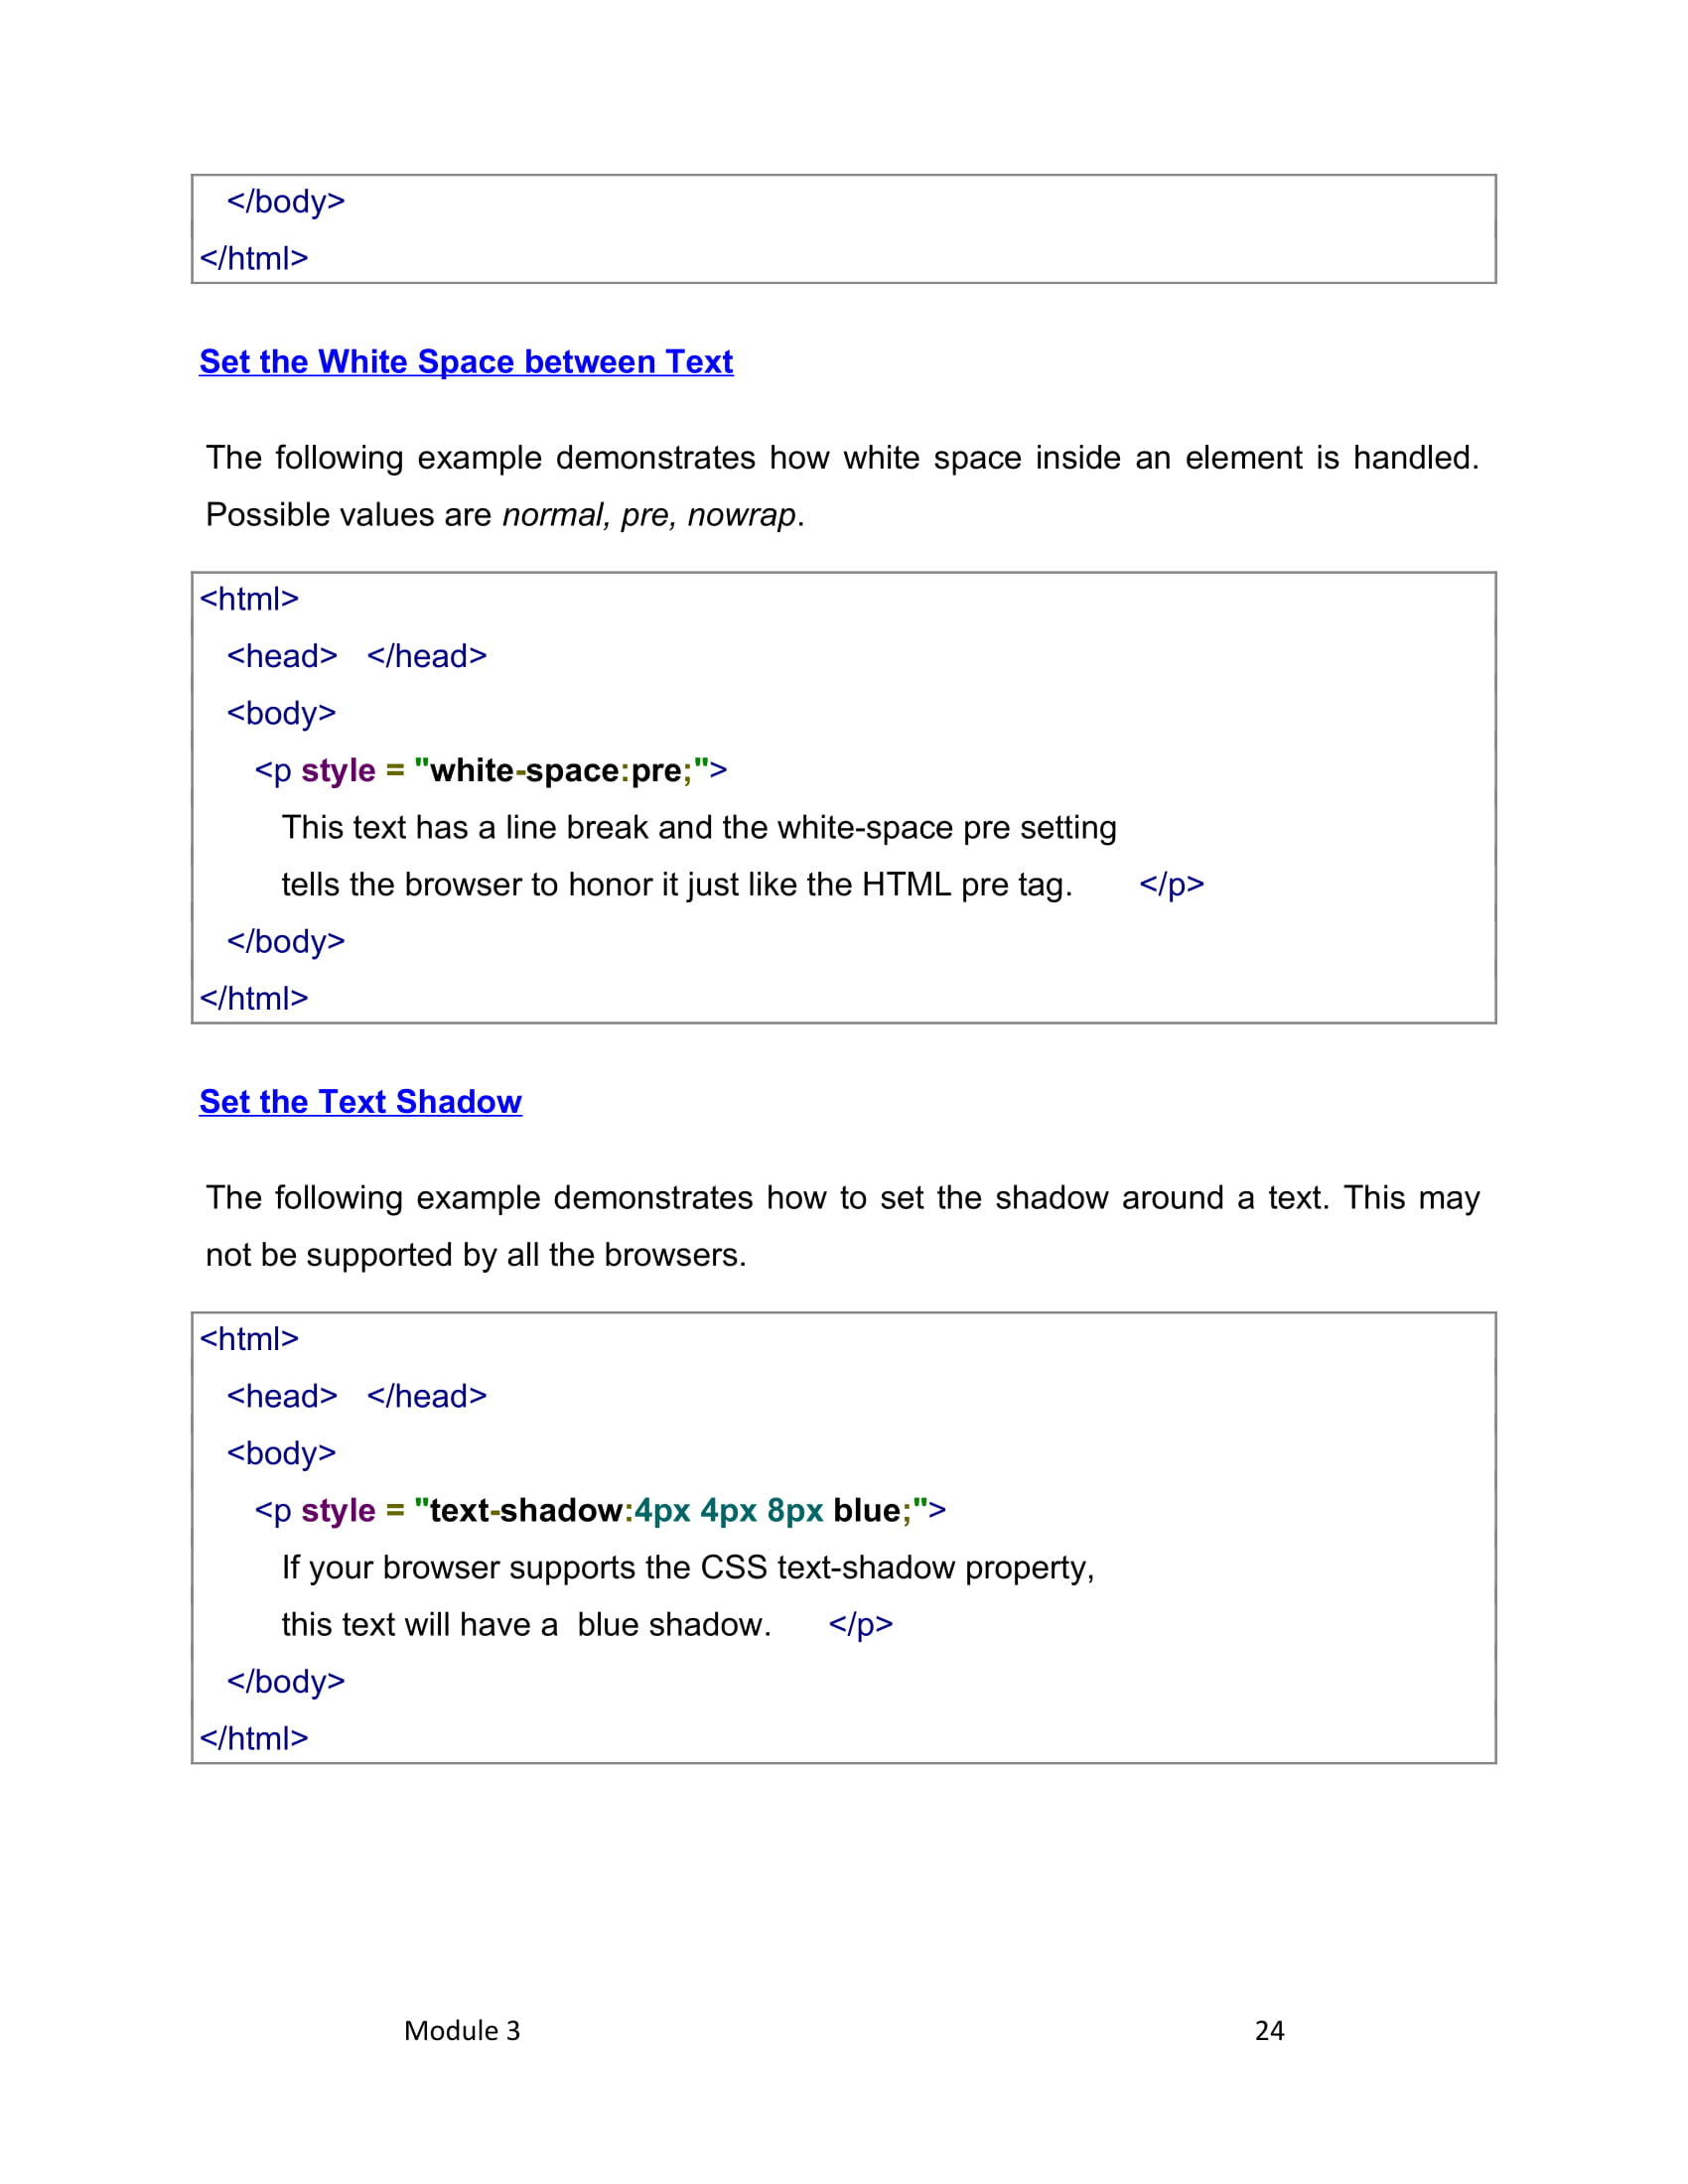 </body>
</html>
Set the White Space between Text
The following example demonstrates how white space inside an element is handled.
Possible values are normal, pre, nowrap.
<html>
<head> </head>
<body>
<p style = "white-space:pre;">
This text has a line break and the white-space pre setting
tells the browser to honor it just like the HTML pre tag. </p>
</body>
</html>
Set the Text Shadow
The following example demonstrates how to set the shadow around a text. This may
not be supported by all the browsers.
<html>
<head> </head>
<body>
<p style = "text-shadow:4px 4px 8px blue;">
If your browser supports the CSS text-shadow property,
this text will have a  blue shadow. </p>
</body>
</html>
Module 3 24